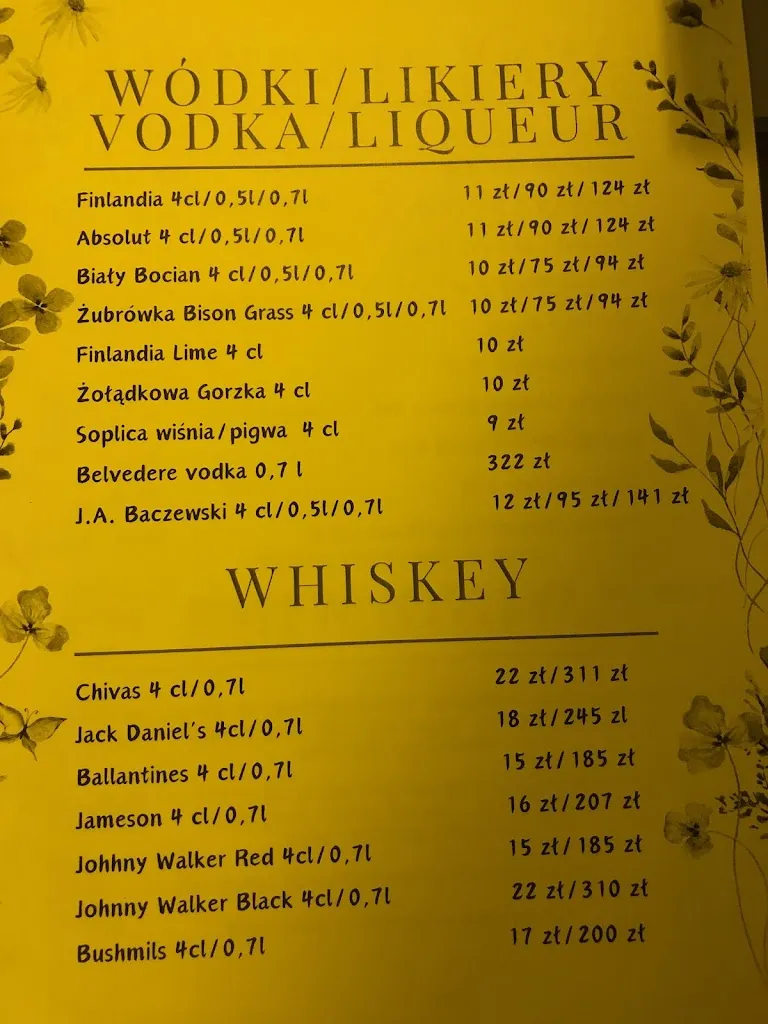 WÓDKI/LIKIERY
VODKA/LIQUEUR
Finlandia 4cl/0,5l/0,7l 11 zł/90 zł/124 zł
Absolut 4 cl/0,5l/0,7l 11 zł/90 zł/124 zł
Biały Bocian 4 cl/0,5l/0,7l 10 zł/75 zł/94 zł
Żubrówka Bison Grass 4 cl/0,5l/0,7l 10 zł/75 zł/94 zł
Finlandia Lime 4 cl 10 zł
Żołądkowa Gorzka 4 cl 10 zł
Soplica wiśnia/pigwa 4 cl 9 zł
Belvedere vodka 0,7 l 322 zł
J.A. Baczewski 4 cl/0,5l/0,7l 12 zł/95 zł/141 zł
WHISKEY
Chivas 4 cl/0,7l 22 zł/311 zł
Jack Daniel's 4cl/0,7l 18 zł/245 zl
Ballantines 4 cl/0,7l 15 zł/185 zł
Jameson 4 cl/0,7l 16 zł/207 zł
Johhny Walker Red 4cl/0,7l 15 zł/185 zł
Johnny Walker Black 4cl/0,7l 22 zł/310 zł
Bushmils 4cl/0,7l 17 zł/200 zł